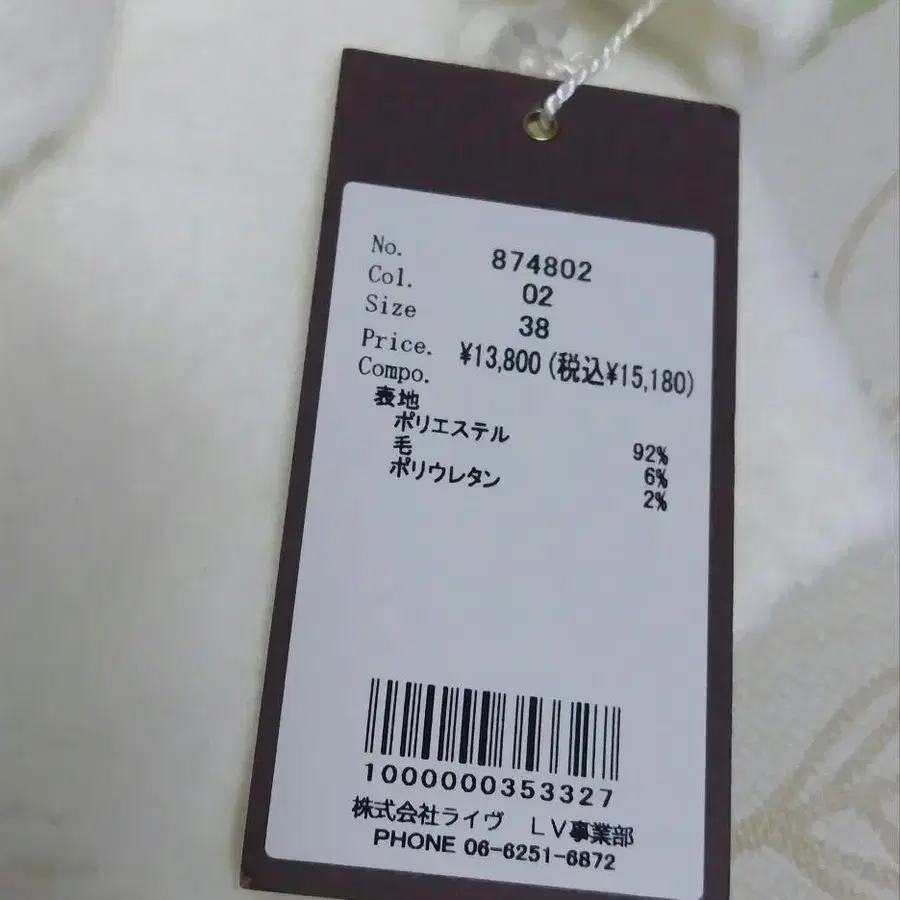 No. 874802
Col. 02
Size 38
Price. ¥13,800 (税込¥15,180)
Compo.
表地
ポリエステル 92%
毛 6%
ポリウレタン 2%
1000000353327
株式会社ライヴ LV事業部
PHONE 06-6251-6872